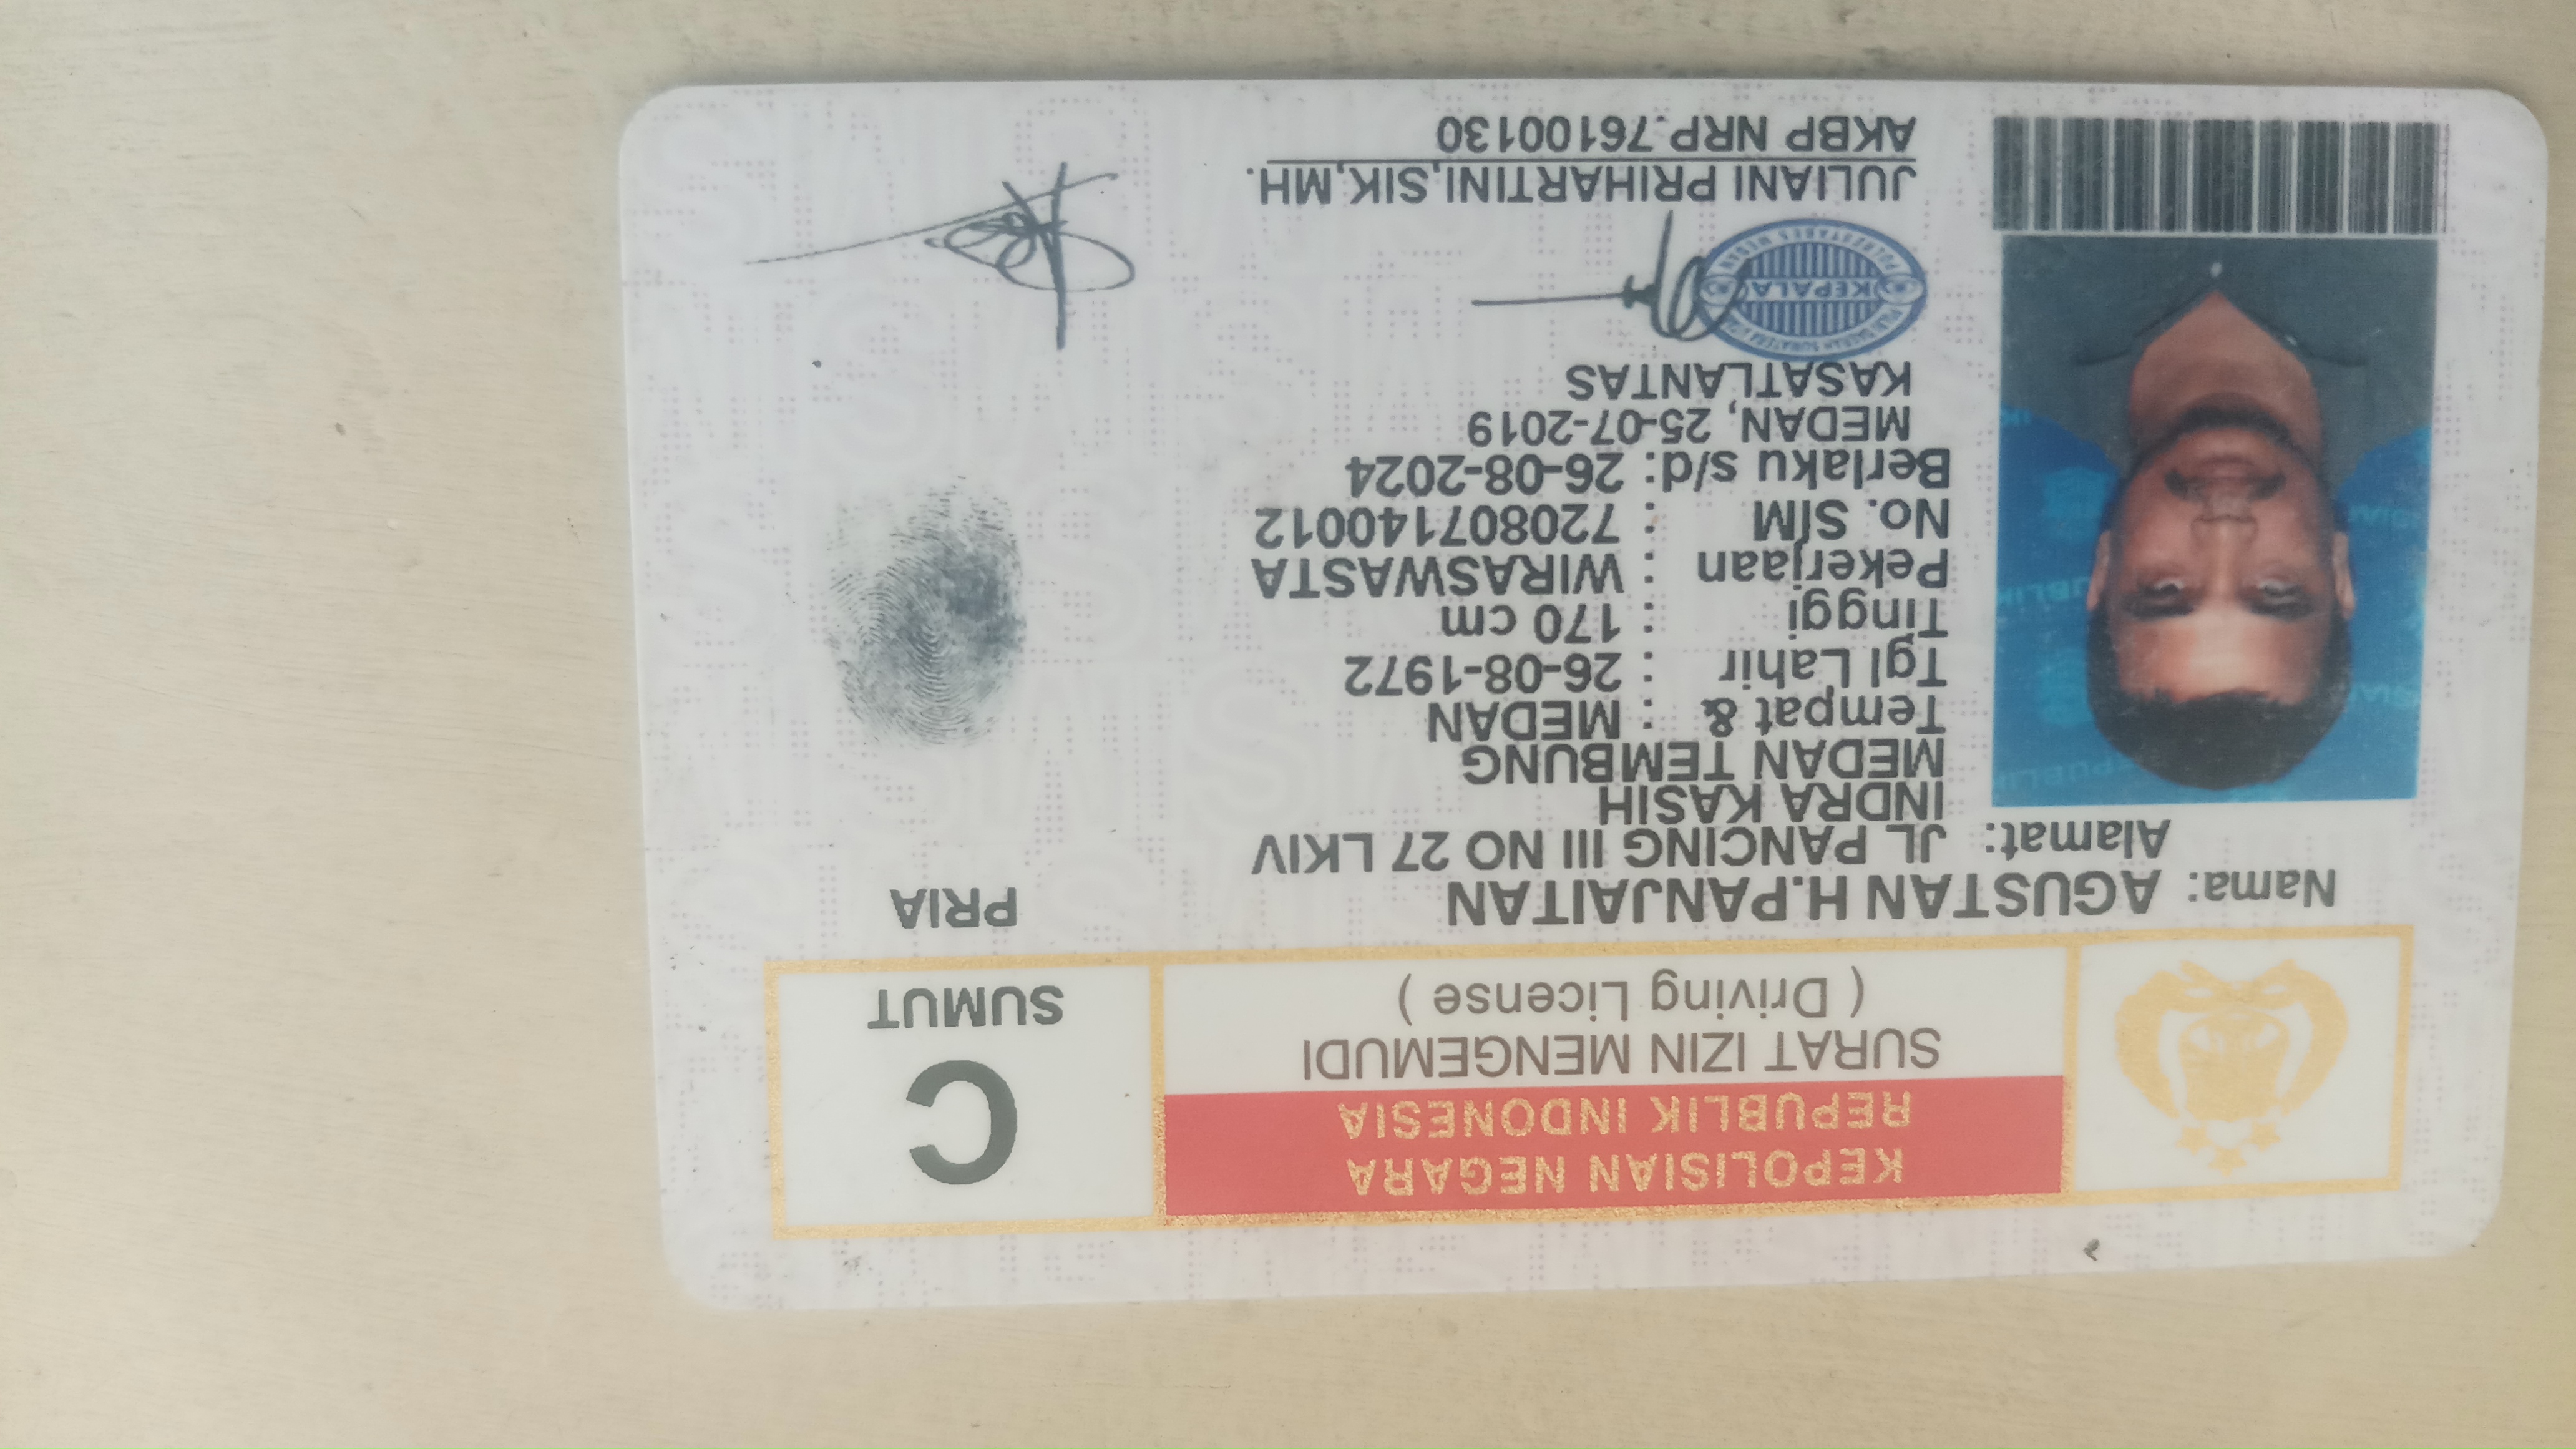 KEPOLISIAN NEGARA
REPUBLIK INDONESIA
SURAT IZIN MENGEMUDI
( Driving License )
C
SUMUT
PRIA
Nama: AGUSTAN H.PANJAITAN
Alamat: JL PANCING III NO 27 LKIV
INDRA KASIH
MEDAN TEMBUNG
Tempat & : MEDAN
Tgl Lahir : 26-08-1972
Tinggi : 170 cm
Pekerjaan : WIRASWASTA
No. SIM : 720807140012
Berlaku s/d: 26-08-2024
MEDAN, 25-07-2019
KASATLANTAS
KEPALA
POLRESTABES MEDAN
JULIANI PRIHARTINI,SIK,MH.
AKBP NRP.76100130